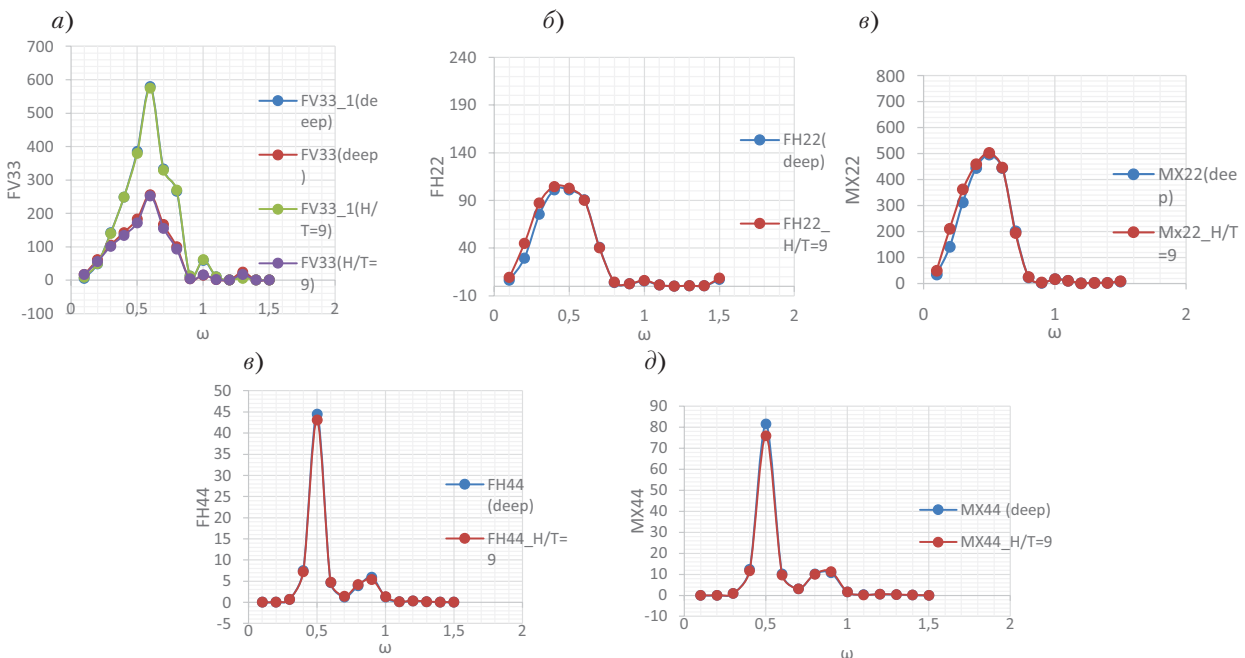 а)
700
600
500
400
300
200
100
0
-100
0
0,5
1
1,5
2
FV33
ω
FV33_1(de
ep)
FV33(deep
)
FV33_1(H/
T=9)
FV33(H/T=
9)
б)
240
190
140
90
40
-10
0
0,5
1
1,5
2
FH22
ω
FH22(
deep)
FH22_
H/T=9
в)
800
700
600
500
400
300
200
100
0
0
1
2
MX22
ω
MX22(dee
p)
Mx22_H/T
=9
в)
50
45
40
35
30
25
20
15
10
5
0
-5
0
0,5
1
1,5
2
FH44
ω
FH44
(deep)
FH44_H/T=
9
д)
90
80
70
60
50
40
30
20
10
0
-10
0
0,5
1
1,5
2
MX44
ω
MX44 (deep)
MX44_H/T=9